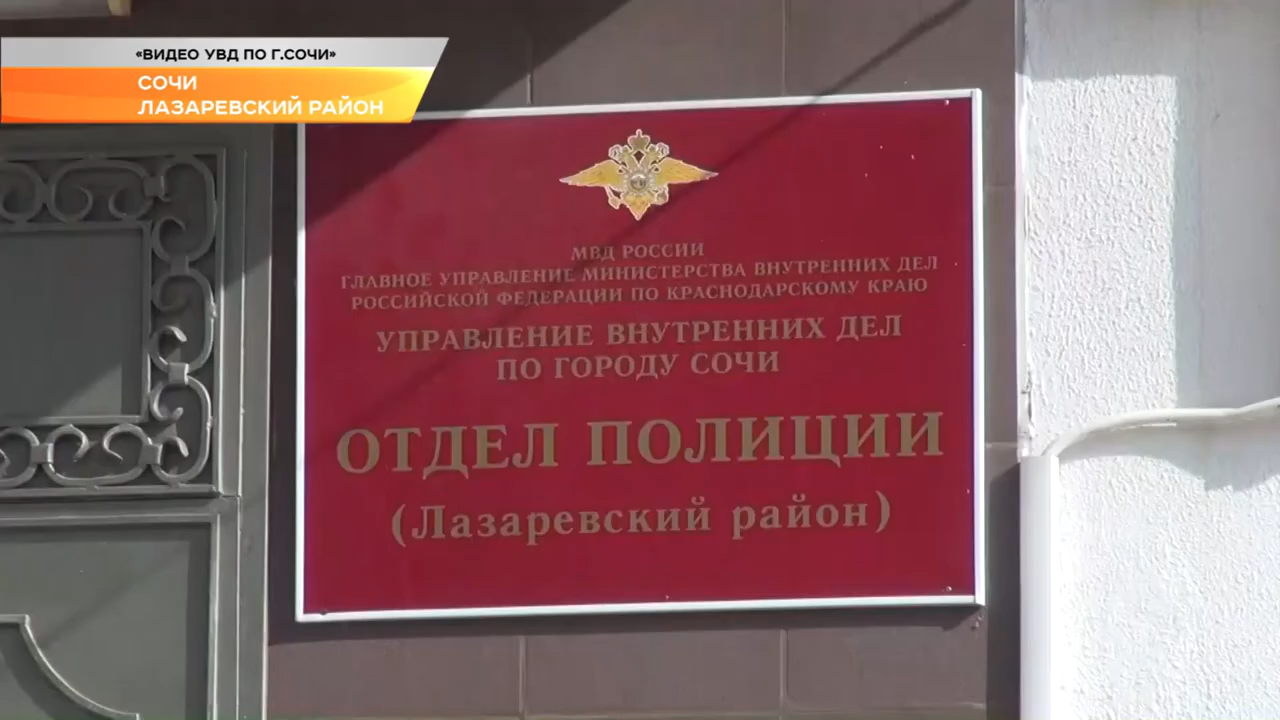 «ВИДЕО УВД ПО Г.СОЧИ»
СОЧИ
ЛАЗАРЕВСКИЙ РАЙОН
МВД РОССИИ
ГЛАВНОЕ УПРАВЛЕНИЕ МИНИСТЕРСТВА ВНУТРЕННИХ ДЕЛ
РОССИЙСКОЙ ФЕДЕРАЦИИ ПО КРАСНОДАРСКОМУ КРАЮ
УПРАВЛЕНИЕ ВНУТРЕННИХ ДЕЛ
ПО ГОРОДУ СОЧИ
ОТДЕЛ ПОЛИЦИИ
(Лазаревский район)